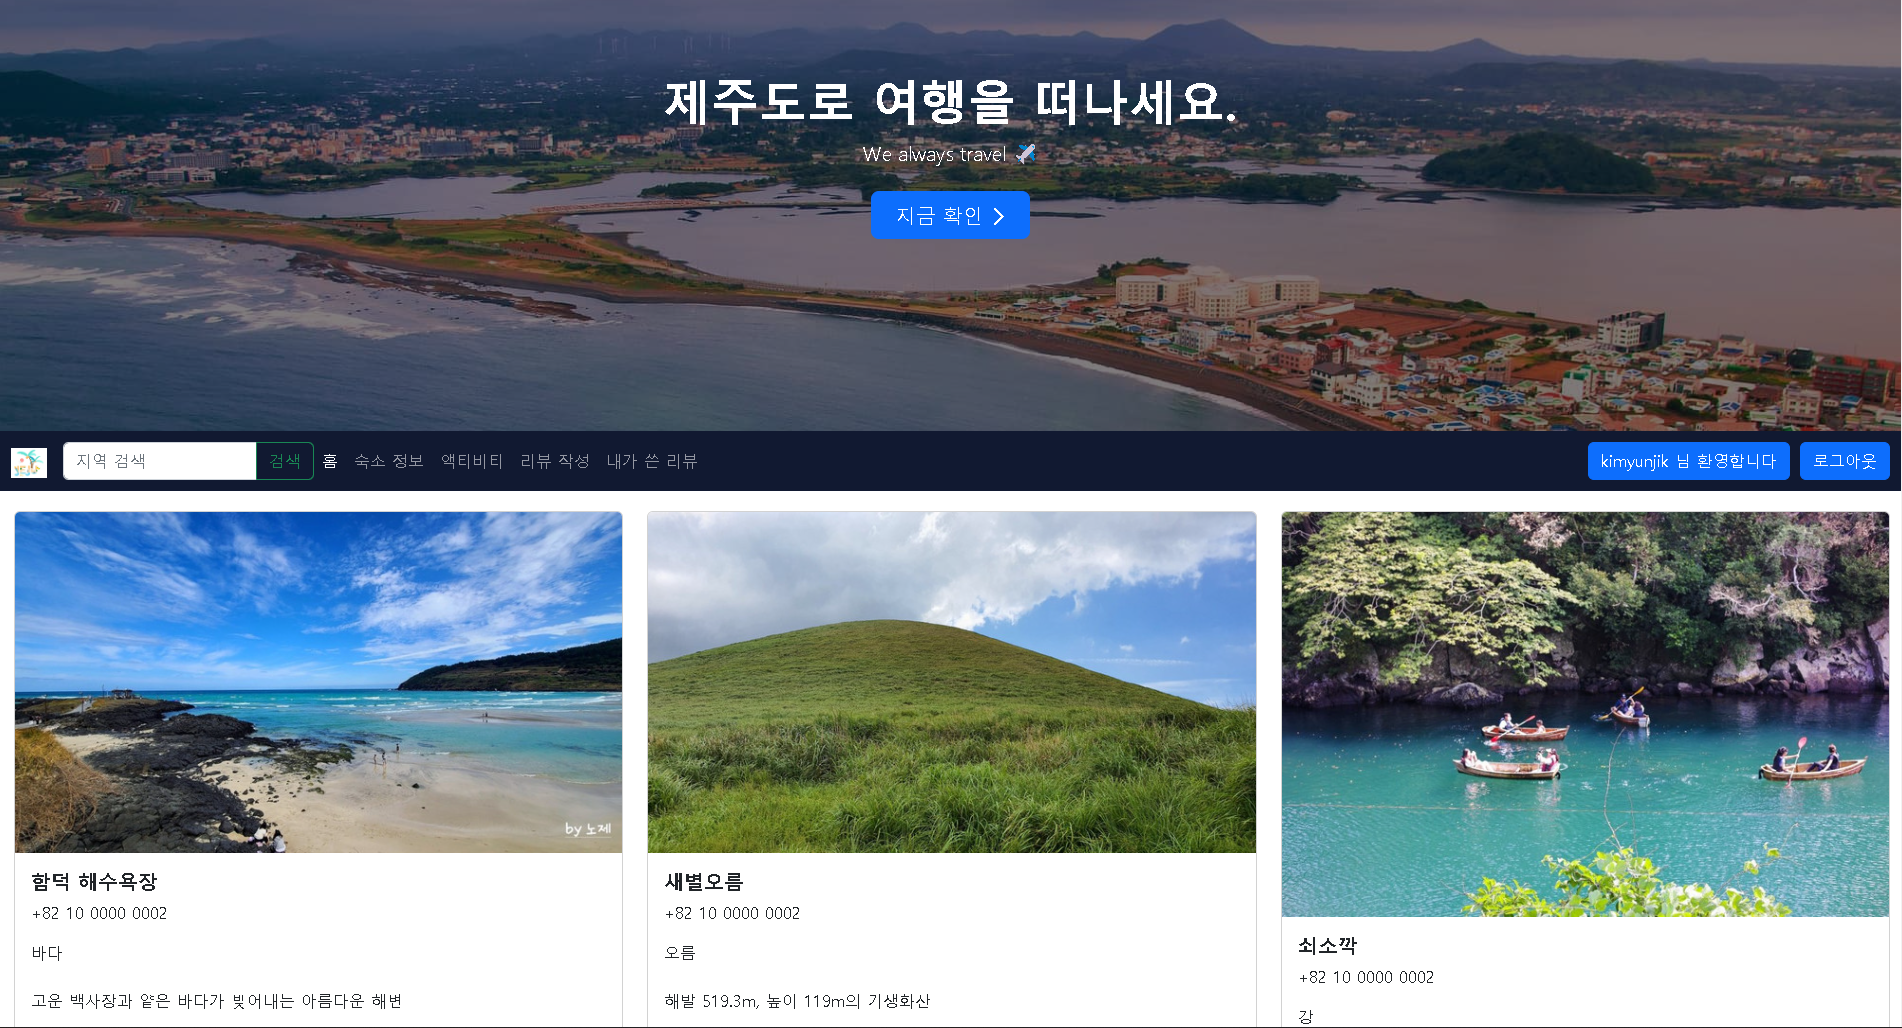 제주도로 여행을 떠나세요.
We always travel ✈️
지금 확인 >
지역 검색 검색 홈 숙소 정보 액티비티 리뷰 작성 내가 쓴 리뷰 kimyunjik 님 환영합니다 로그아웃
by 노제
함덕 해수욕장
+82 10 0000 0002
바다
고운 백사장과 얕은 바다가 빚어내는 아름다운 해변
새별오름
+82 10 0000 0002
오름
해발 519.3m, 높이 119m의 기생화산
쇠소깍
+82 10 0000 0002
강